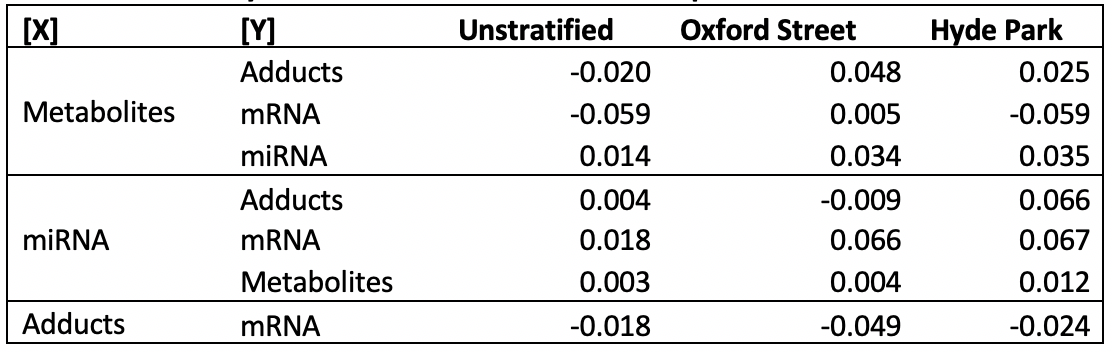 [X] [Y] Unstratified Oxford Street Hyde Park
Adducts -0.020 0.048 0.025
Metabolites mRNA -0.059 0.005 -0.059
miRNA 0.014 0.034 0.035
Adducts 0.004 -0.009 0.066
miRNA mRNA 0.018 0.066 0.067
Metabolites 0.003 0.004 0.012
Adducts mRNA -0.018 -0.049 -0.024